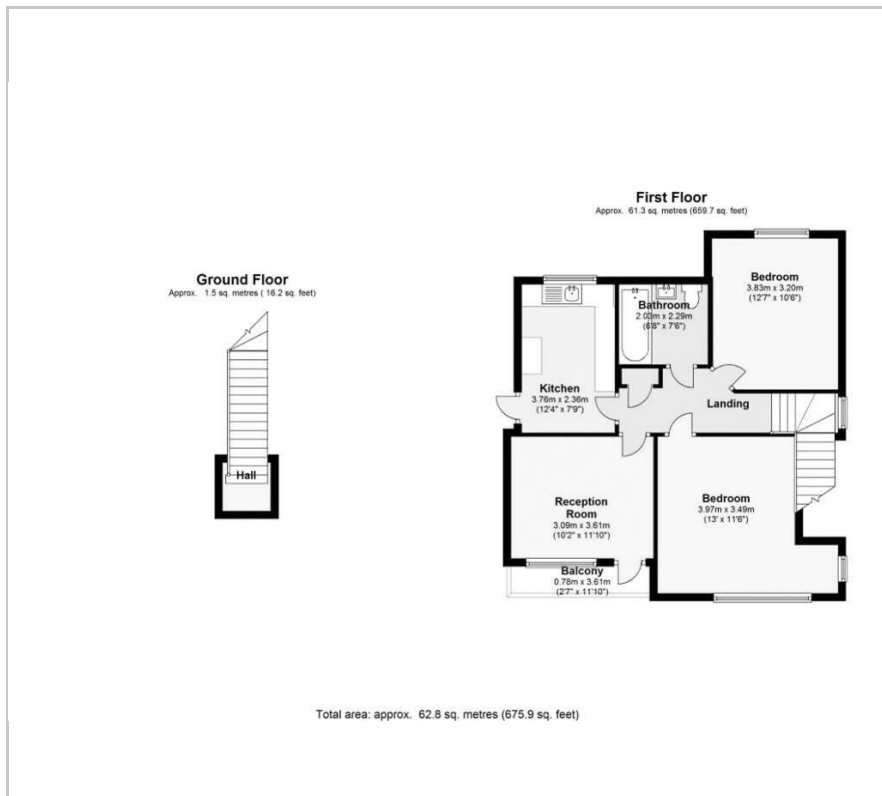 First Floor
Approx. 61.3 sq. metres (659.7 sq. feet)
Ground Floor
Approx. 1.5 sq. metres ( 16.2 sq. feet)
Bedroom
3.83m x 3.20m
(12'7" x 10'6")
Bathroom
2.03m x 2.29m
(6'8" x 7'6")
Kitchen
3.76m x 2.36m
(12'4" x 7'9")
Landing
Hall
Reception
Room
3.09m x 3.61m
(10'2" x 11'10")
Bedroom
3.97m x 3.49m
(13' x 11'6")
Balcony
0.78m x 3.61m
(2'7" x 11'10")
Total area: approx. 62.8 sq. metres (675.9 sq. feet)